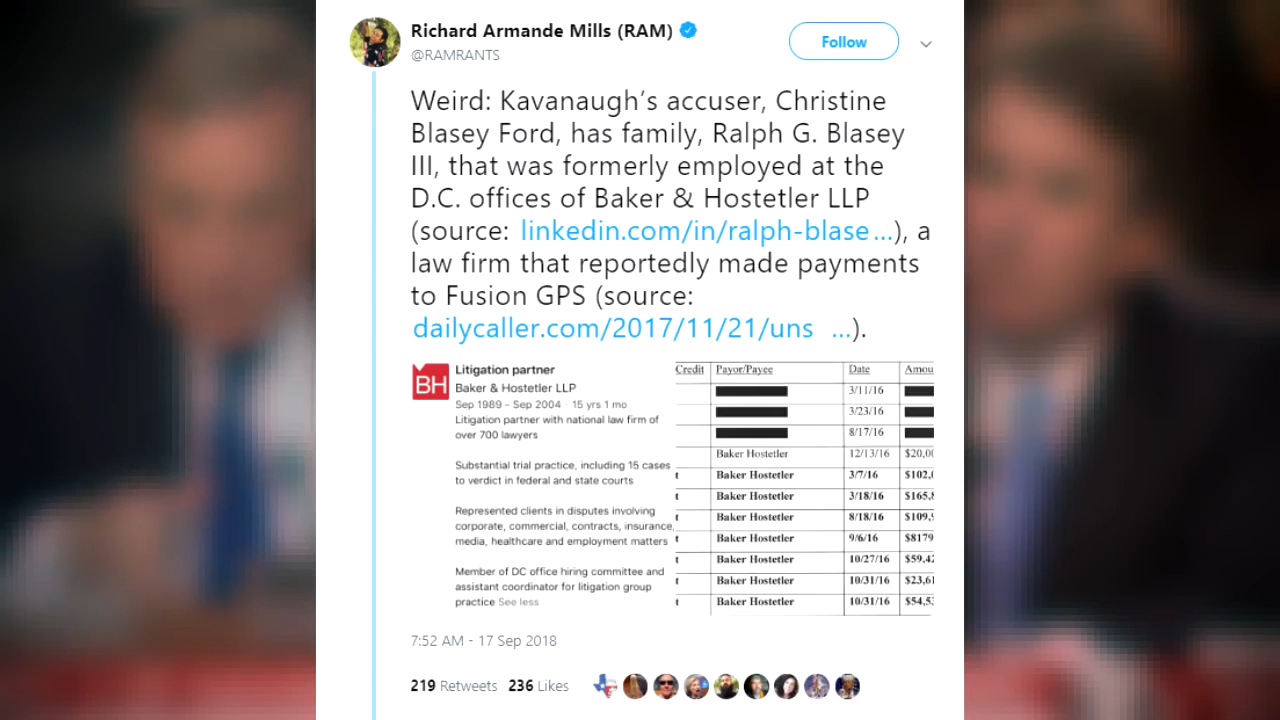 Richard Armande Mills (RAM)
@RAMRANTS
Follow
Weird: Kavanaugh's accuser, Christine
Blasey Ford, has family, Ralph G. Blasey
III, that was formerly employed at the
D.C. offices of Baker & Hostetler LLP
(source: linkedin.com/in/ralph-blase…), a
law firm that reportedly made payments
to Fusion GPS (source:
dailycaller.com/2017/11/21/uns …).
BH
Litigation partner
Baker & Hostetler LLP
Sep 1989 – Sep 2004 · 15 yrs 1 mo
Litigation partner with national law firm of
over 700 lawyers
Substantial trial practice, including 15 cases
to verdict in federal and state courts
Represented clients in disputes involving
corporate, commercial, contracts, insurance,
media, healthcare and employment matters
Member of DC office hiring committee and
assistant coordinator for litigation group
practice See less
Credit Payor/Payee Date Amou
3/11/16
3/23/16
8/17/16
Baker Hostetler 12/13/16 $20,00
t Baker Hostetler 3/7/16 $102,
t Baker Hostetler 3/18/16 $165,
t Baker Hostetler 8/18/16 $109,
t Baker Hostetler 9/6/16 $8179
t Baker Hostetler 10/27/16 $59,42
t Baker Hostetler 10/31/16 $23,61
t Baker Hostetler 10/31/16 $54,53
7:52 AM - 17 Sep 2018
219 Retweets 236 Likes